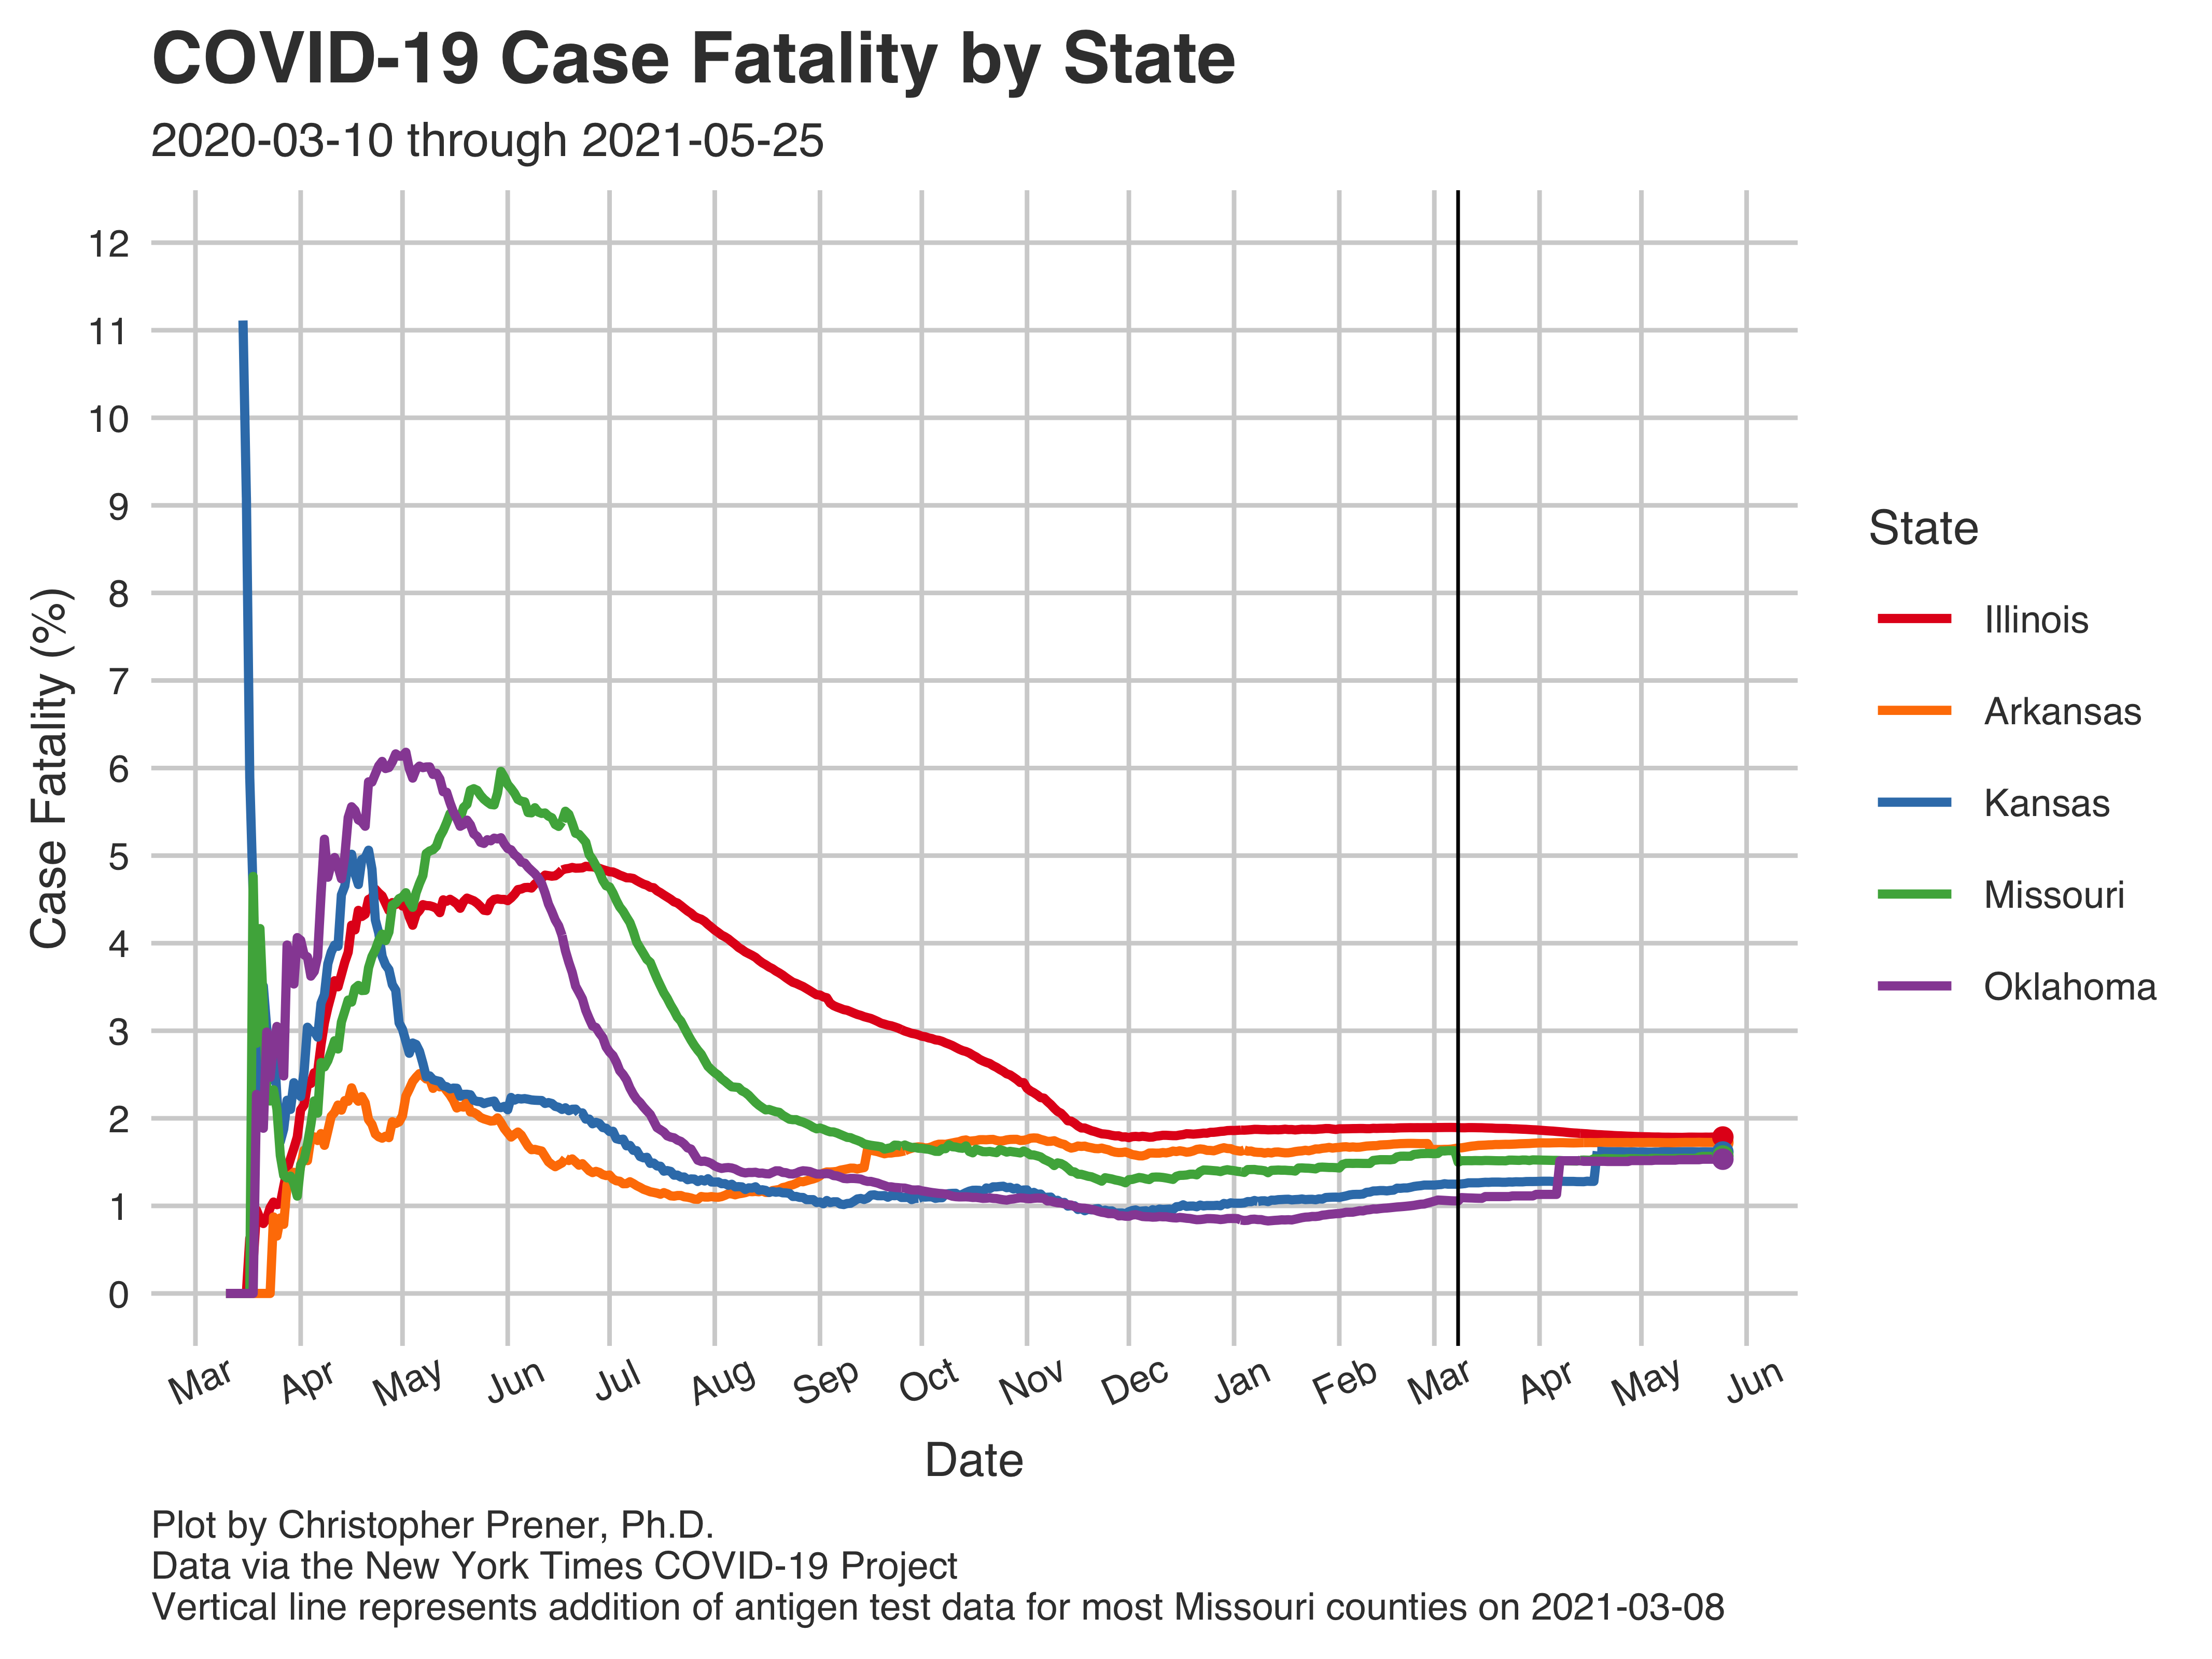 COVID-19 Case Fatality by State
2020-03-10 through 2021-05-25
Case Fatality (%)
12
11
10
9
8
7
6
5
4
3
2
1
0
Mar Apr May Jun Jul Aug Sep Oct Nov Dec Jan Feb Mar Apr May Jun
Date
State
Illinois
Arkansas
Kansas
Missouri
Oklahoma
Plot by Christopher Prener, Ph.D.
Data via the New York Times COVID-19 Project
Vertical line represents addition of antigen test data for most Missouri counties on 2021-03-08